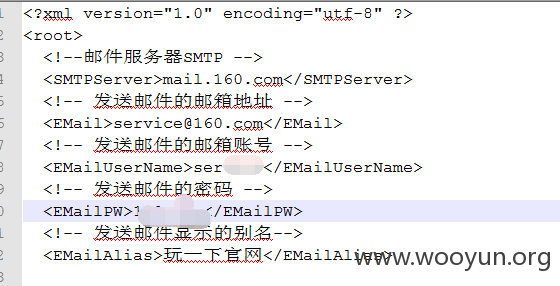 <?xml version="1.0" encoding="utf-8" ?>
<root>
<!--邮件服务器SMTP -->
<SMTPServer>mail.160.com</SMTPServer>
<!-- 发送邮件的邮箱地址 -->
<EMail>service@160.com</EMail>
<!-- 发送邮件的邮箱账号 -->
<EMailUserName>ser</EMailUserName>
<!-- 发送邮件的密码 -->
<EMailPW></EMailPW>
<!-- 发送邮件显示的别名-->
<EMailAlias>玩一下官网</EMailAlias>
www.wooyun.org